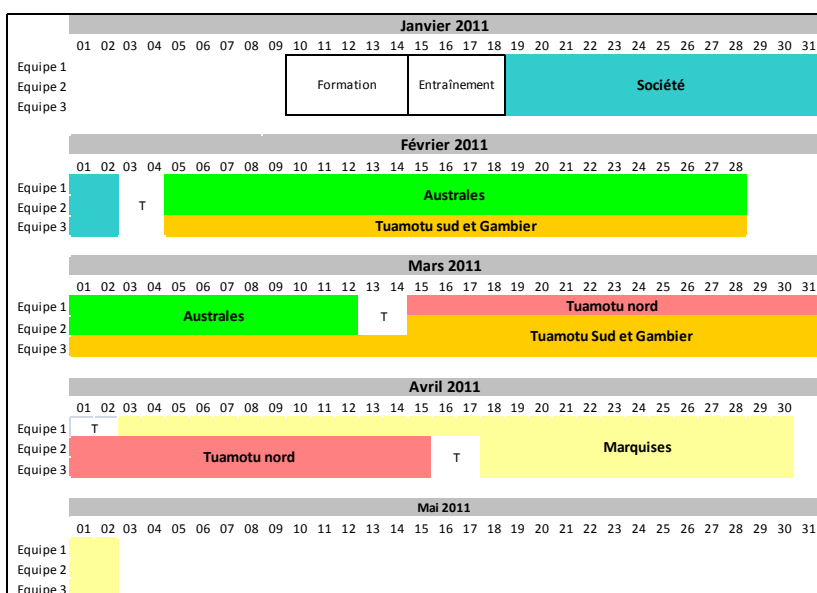 Janvier 2011
01 02 03 04 05 06 07 08 09 10 11 12 13 14 15 16 17 18 19 20 21 22 23 24 25 26 27 28 29 30 31
Equipe 1
Equipe 2 Formation Entraînement Société
Equipe 3
Février 2011
01 02 03 04 05 06 07 08 09 10 11 12 13 14 15 16 17 18 19 20 21 22 23 24 25 26 27 28
Equipe 1
Australes
Equipe 2 T
Equipe 3 Tuamotu sud et Gambier
Mars 2011
01 02 03 04 05 06 07 08 09 10 11 12 13 14 15 16 17 18 19 20 21 22 23 24 25 26 27 28 29 30 31
Equipe 1 Tuamotu nord
Australes T
Equipe 2
Tuamotu Sud et Gambier
Equipe 3
Avril 2011
01 02 03 04 05 06 07 08 09 10 11 12 13 14 15 16 17 18 19 20 21 22 23 24 25 26 27 28 29 30
Equipe 1 T
Equipe 2 Marquises
Tuamotu nord T
Equipe 3
Mai 2011
01 02 03 04 05 06 07 08 09 10 11 12 13 14 15 16 17 18 19 20 21 22 23 24 25 26 27 28 29 30 31
Equipe 1
Equipe 2
Equipe 3